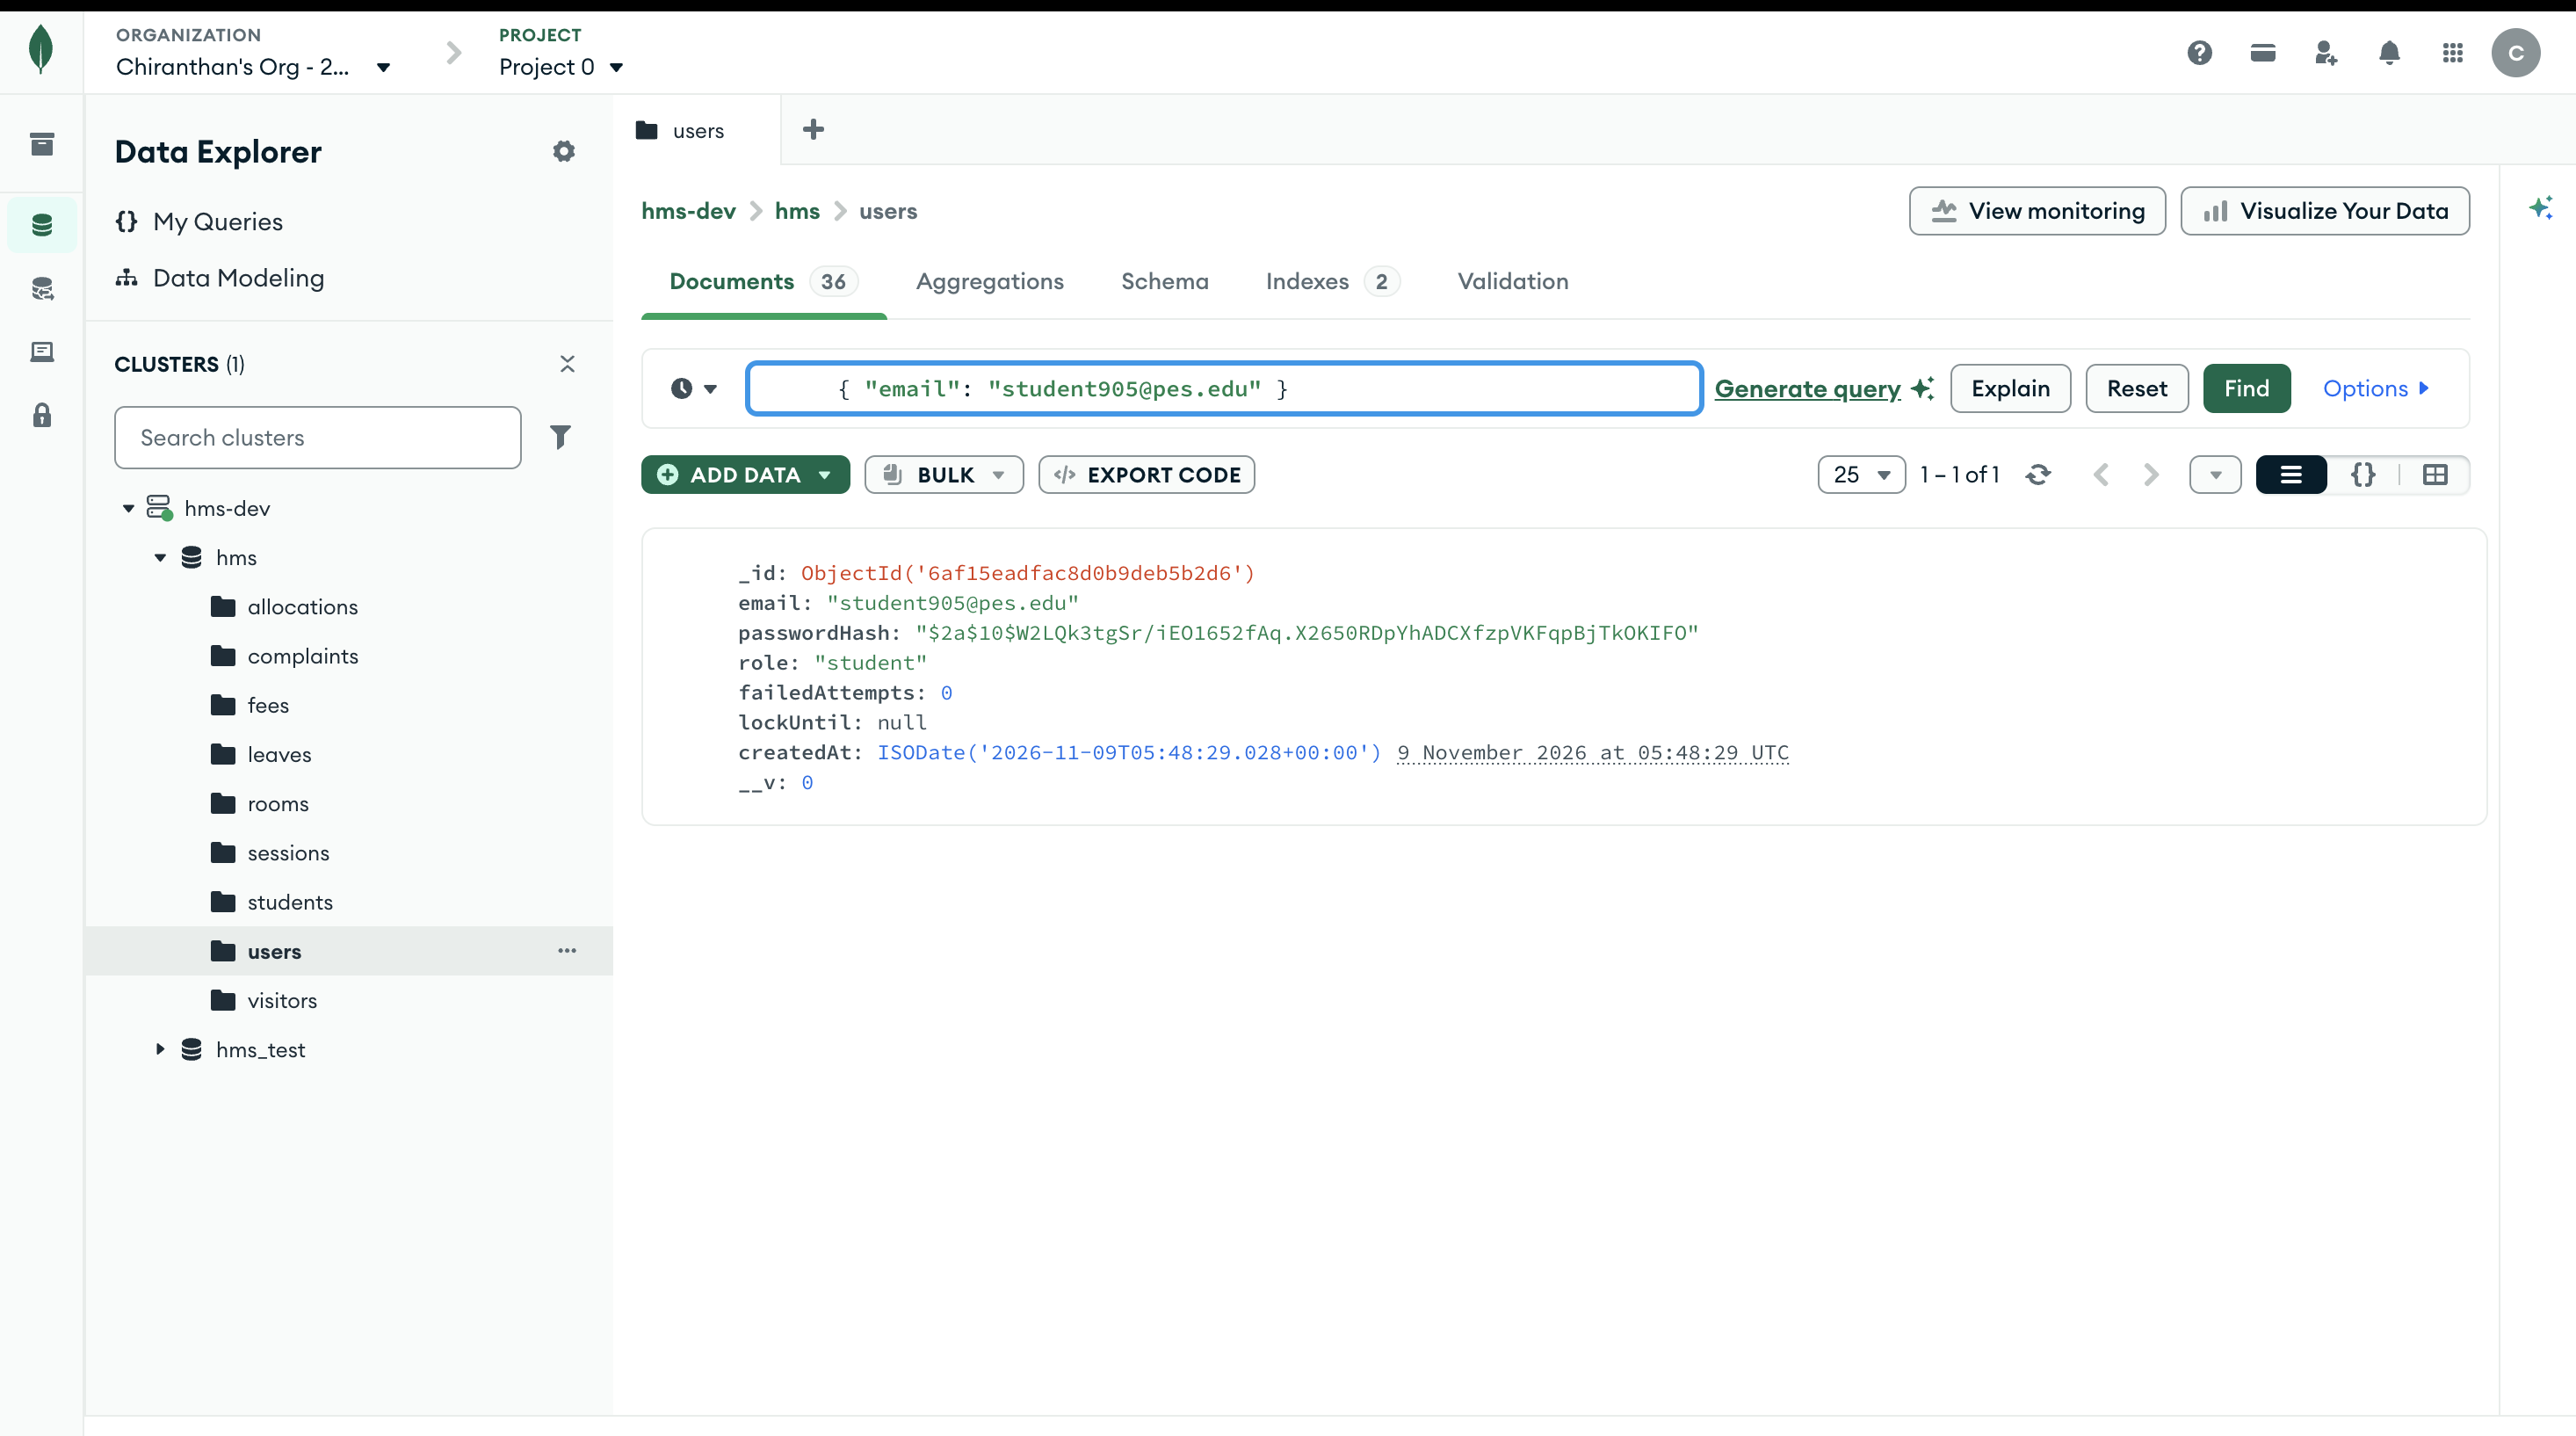 ORGANIZATION
Chiranthan's Org - 2...
PROJECT
Project 0
C
Data Explorer
My Queries
Data Modeling
CLUSTERS (1)
Search clusters
hms-dev
hms
allocations
complaints
fees
leaves
rooms
sessions
students
users
visitors
hms_test
users
hms-dev > hms > users
View monitoring
Visualize Your Data
Documents 36
Aggregations
Schema
Indexes 2
Validation
{ "email": "student905@pes.edu" }
Generate query
Explain
Reset
Find
Options
ADD DATA
BULK
EXPORT CODE
25
1 – 1 of 1
_id: ObjectId('6af15eadfac8d0b9deb5b2d6')
email: "student905@pes.edu"
passwordHash: "$2a$10$W2LQk3tgSr/iEO1652fAq.X2650RDpYhADCXfzpVKFqpBjTkOKIFO"
role: "student"
failedAttempts: 0
lockUntil: null
createdAt: ISODate('2026-11-09T05:48:29.028+00:00') 9 November 2026 at 05:48:29 UTC
__v: 0